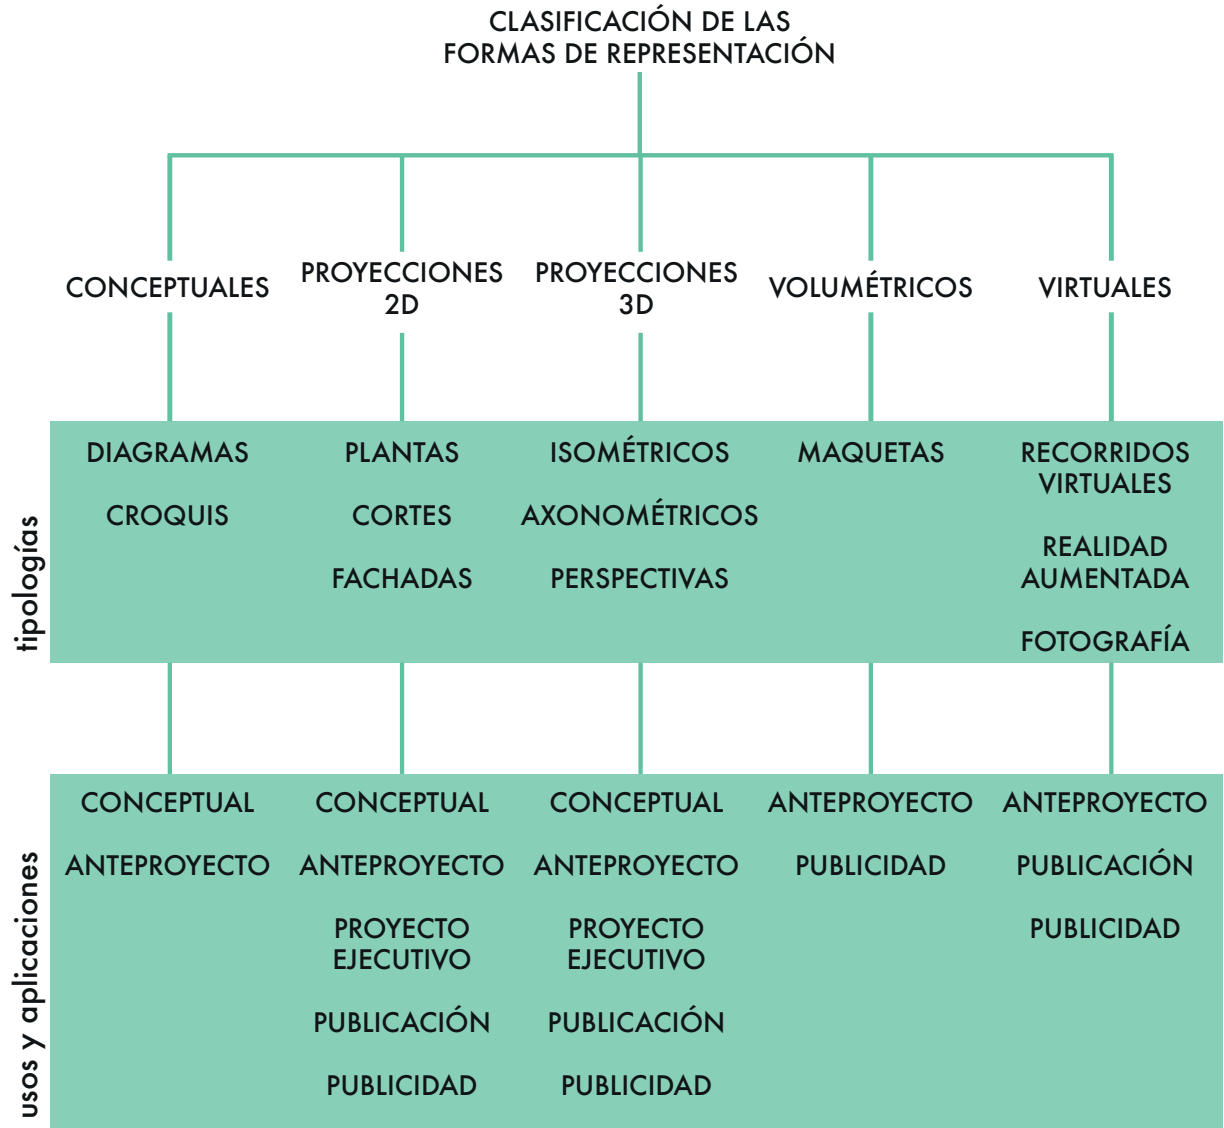 CLASIFICACIÓN DE LAS
FORMAS DE REPRESENTACIÓN
CONCEPTUALES
PROYECCIONES
2D
PROYECCIONES
3D
VOLUMÉTRICOS
VIRTUALES
tipologías
DIAGRAMAS
CROQUIS
PLANTAS
CORTES
FACHADAS
ISOMÉTRICOS
AXONOMÉTRICOS
PERSPECTIVAS
MAQUETAS
RECORRIDOS
VIRTUALES
REALIDAD
AUMENTADA
FOTOGRAFÍA
usos y aplicaciones
CONCEPTUAL
ANTEPROYECTO
CONCEPTUAL
ANTEPROYECTO
PROYECTO
EJECUTIVO
PUBLICACIÓN
PUBLICIDAD
CONCEPTUAL
ANTEPROYECTO
PROYECTO
EJECUTIVO
PUBLICACIÓN
PUBLICIDAD
ANTEPROYECTO
PUBLICIDAD
ANTEPROYECTO
PUBLICACIÓN
PUBLICIDAD